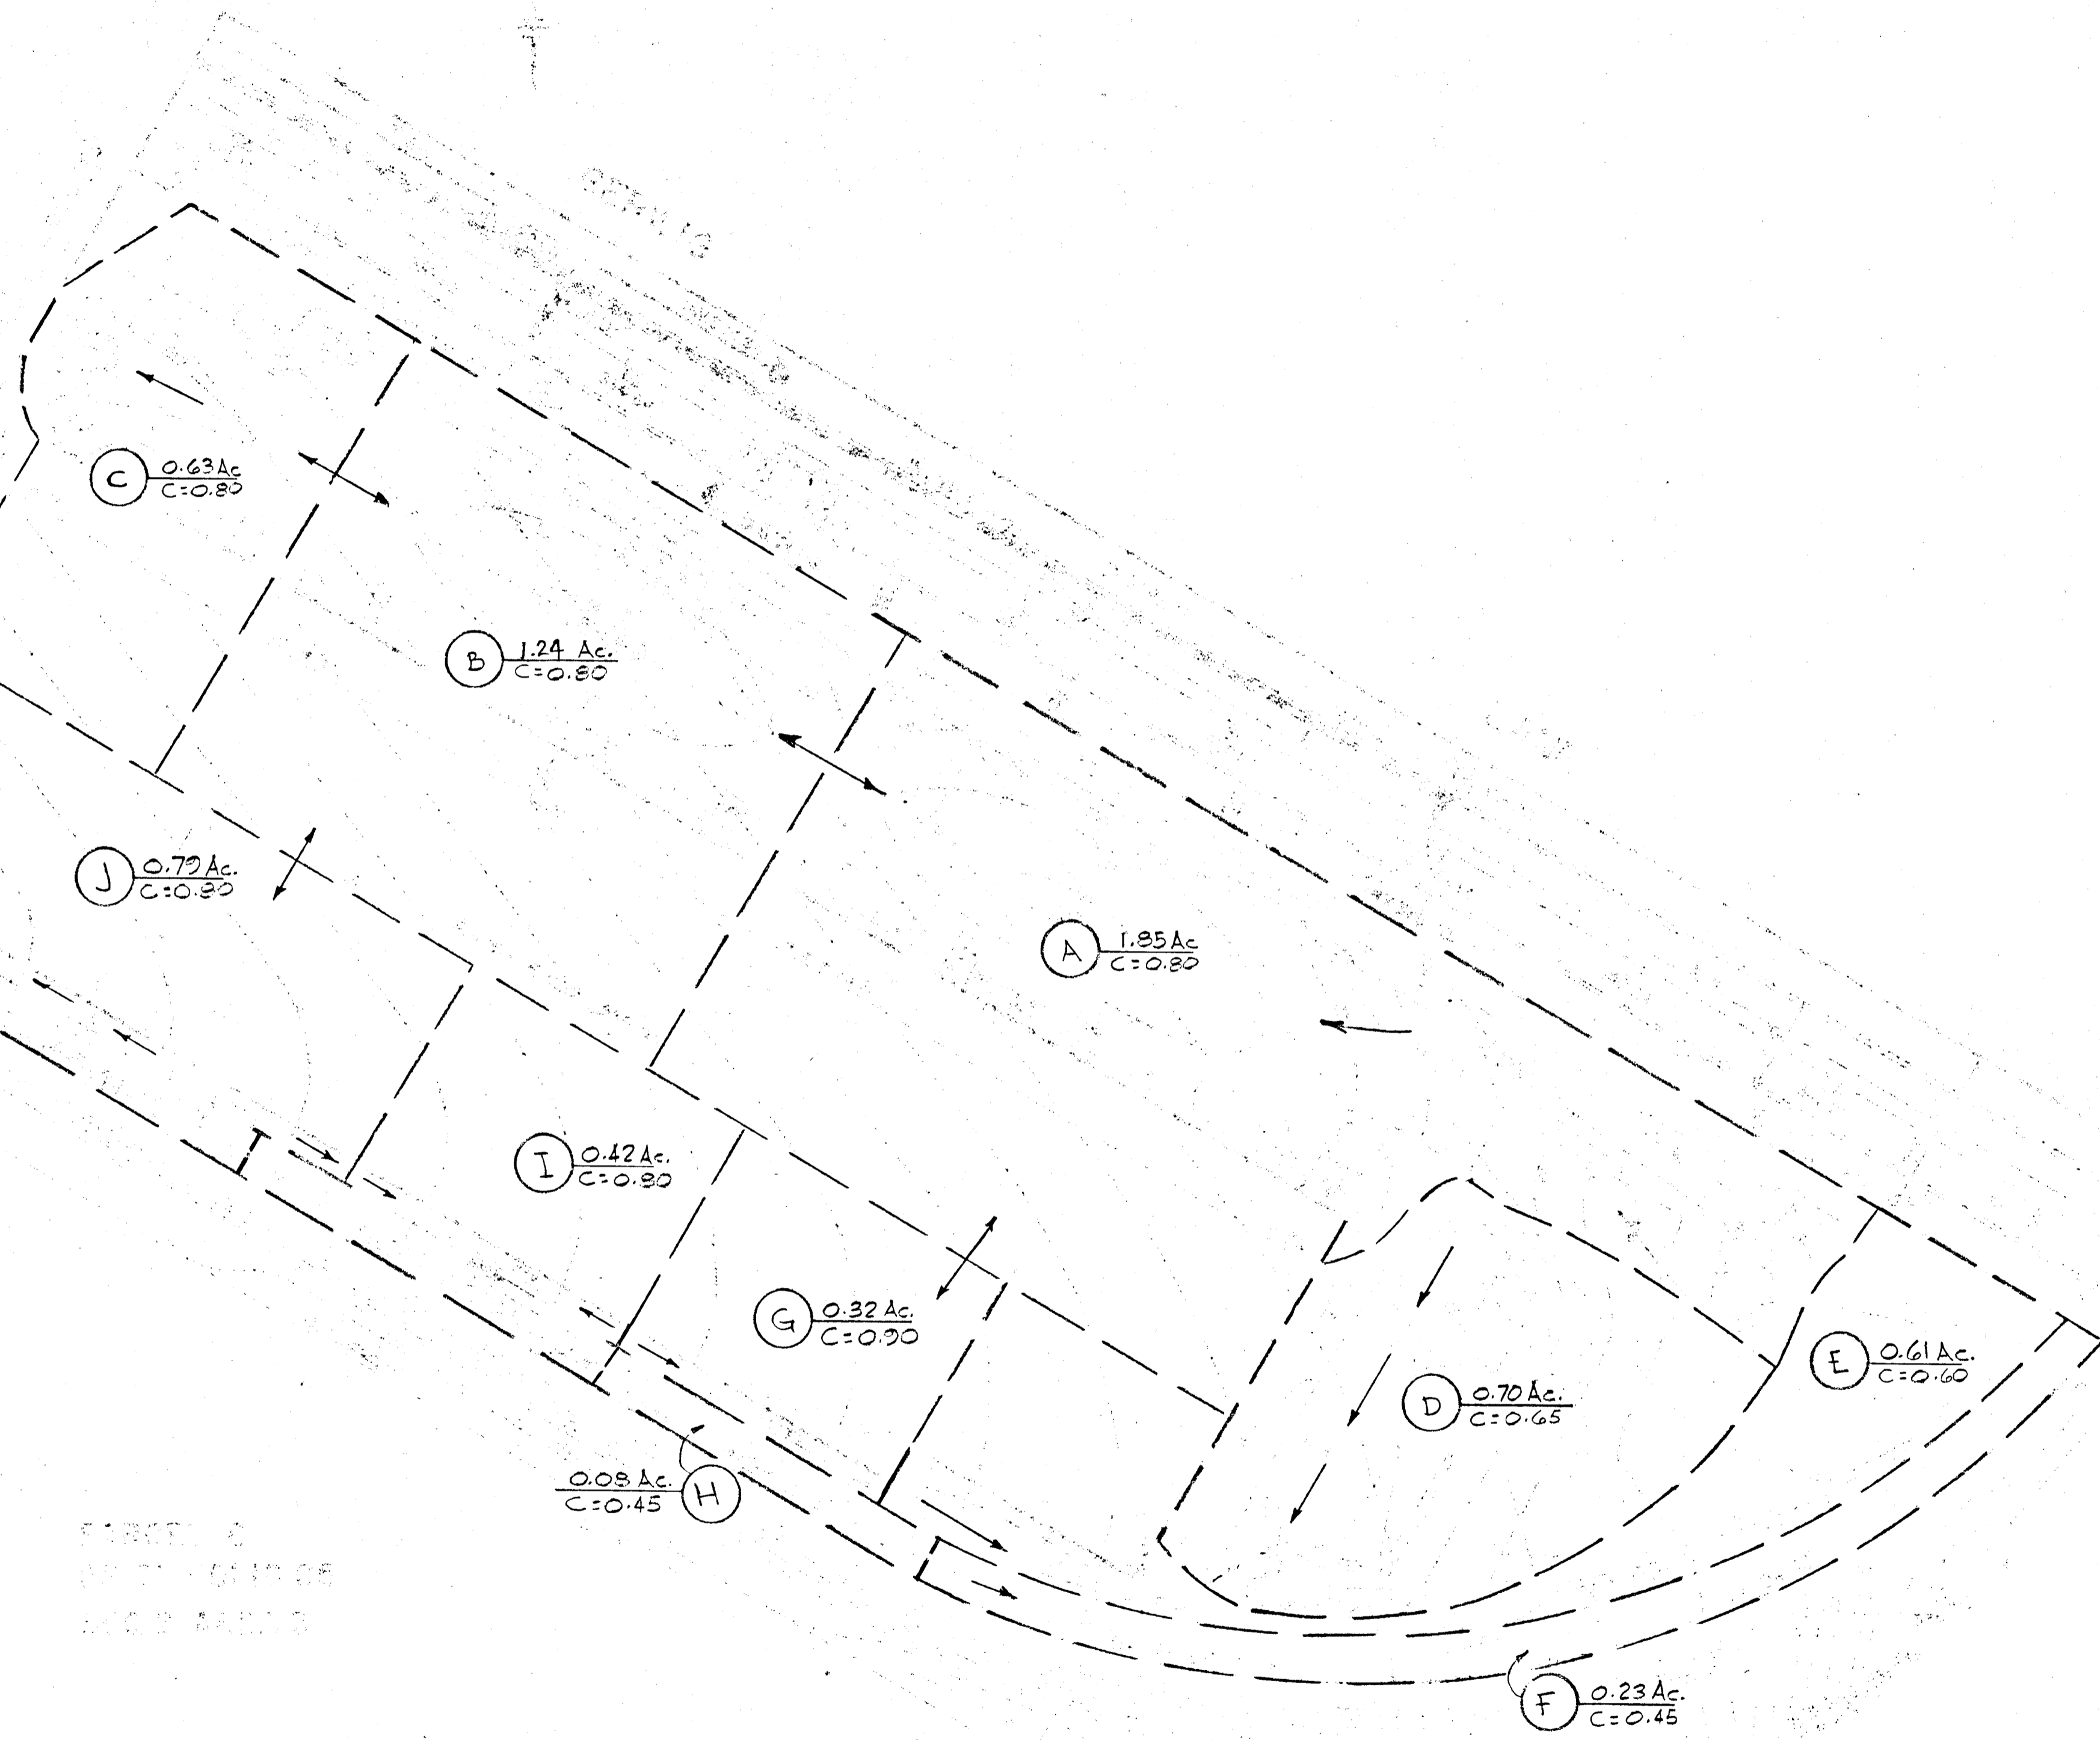 C 0.63 Ac
C=0.80
B 1.24 Ac.
C=0.80
J 0.79 Ac.
C=0.80
A 1.85 Ac
C=0.80
I 0.42 Ac.
C=0.80
G 0.32 Ac.
C=0.90
E 0.61 Ac.
C=0.60
D 0.70 Ac.
C=0.65
0.08 Ac. H
C=0.45
F 0.23 Ac.
C=0.45